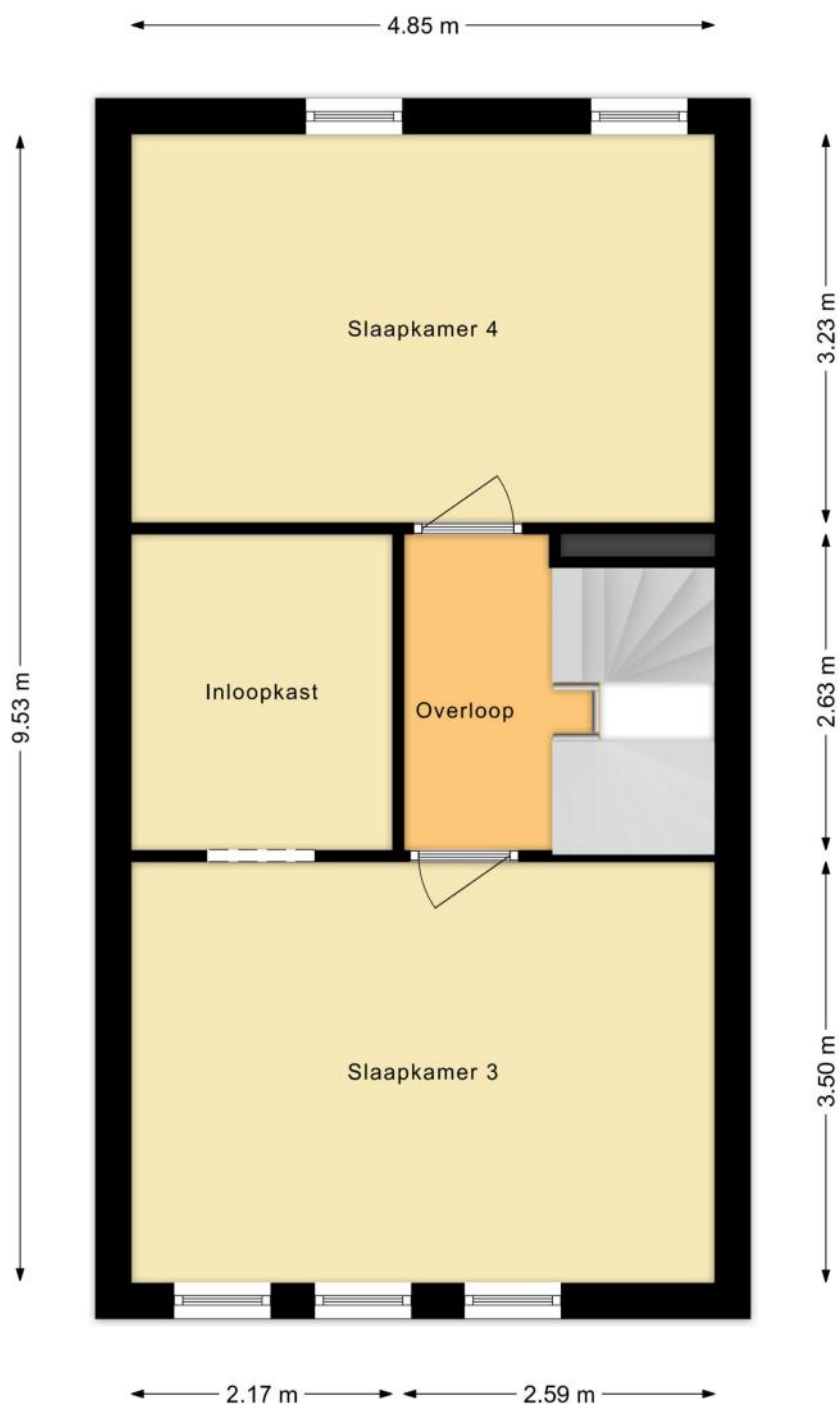 4.85 m
3.23 m
Slaapkamer 4
9.53 m
Inloopkast
Overloop
2.63 m
Slaapkamer 3
3.50 m
2.17 m
2.59 m